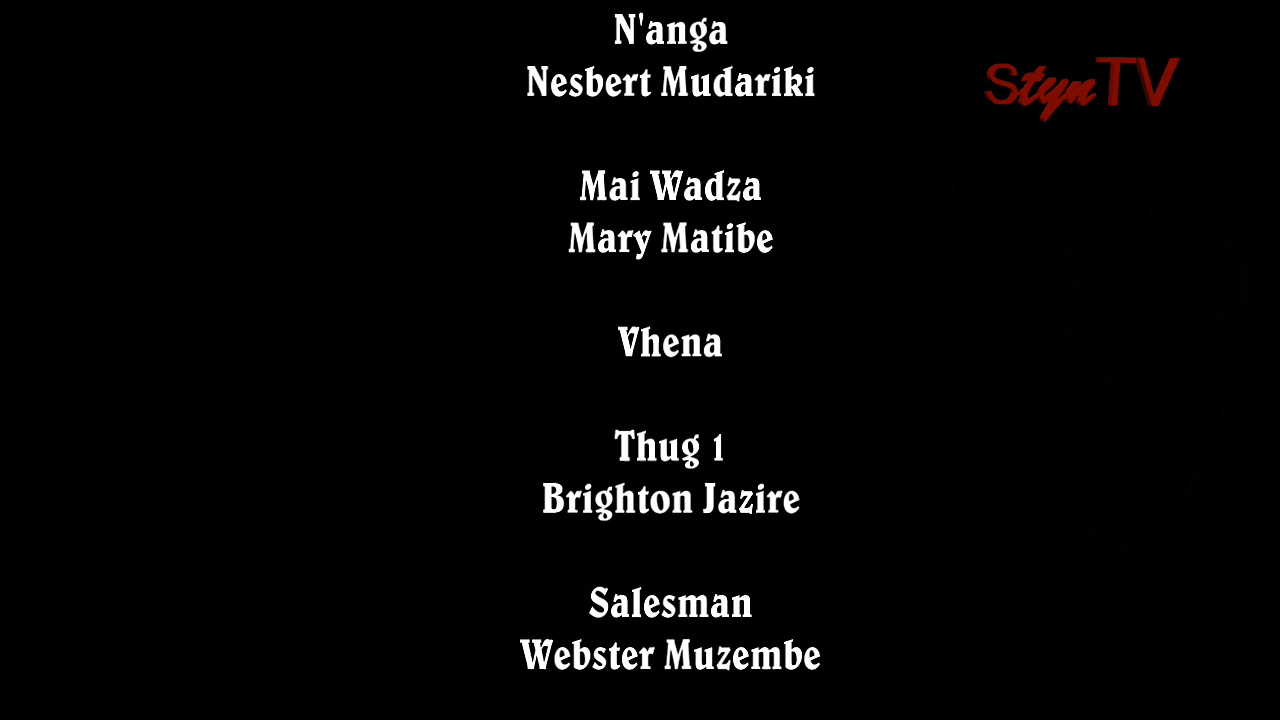 N'anga
Nesbert Mudariki
StynTV
Mai Wadza
Mary Matibe
Vhena
Thug 1
Brighton Jazire
Salesman
Webster Muzembe